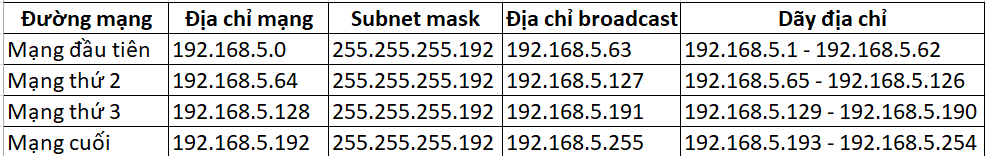 Đường mạng Địa chỉ mạng Subnet mask Địa chỉ broadcast Dãy địa chỉ
Mạng đầu tiên 192.168.5.0 255.255.255.192 192.168.5.63 192.168.5.1 - 192.168.5.62
Mạng thứ 2 192.168.5.64 255.255.255.192 192.168.5.127 192.168.5.65 - 192.168.5.126
Mạng thứ 3 192.168.5.128 255.255.255.192 192.168.5.191 192.168.5.129 - 192.168.5.190
Mạng cuối 192.168.5.192 255.255.255.192 192.168.5.255 192.168.5.193 - 192.168.5.254